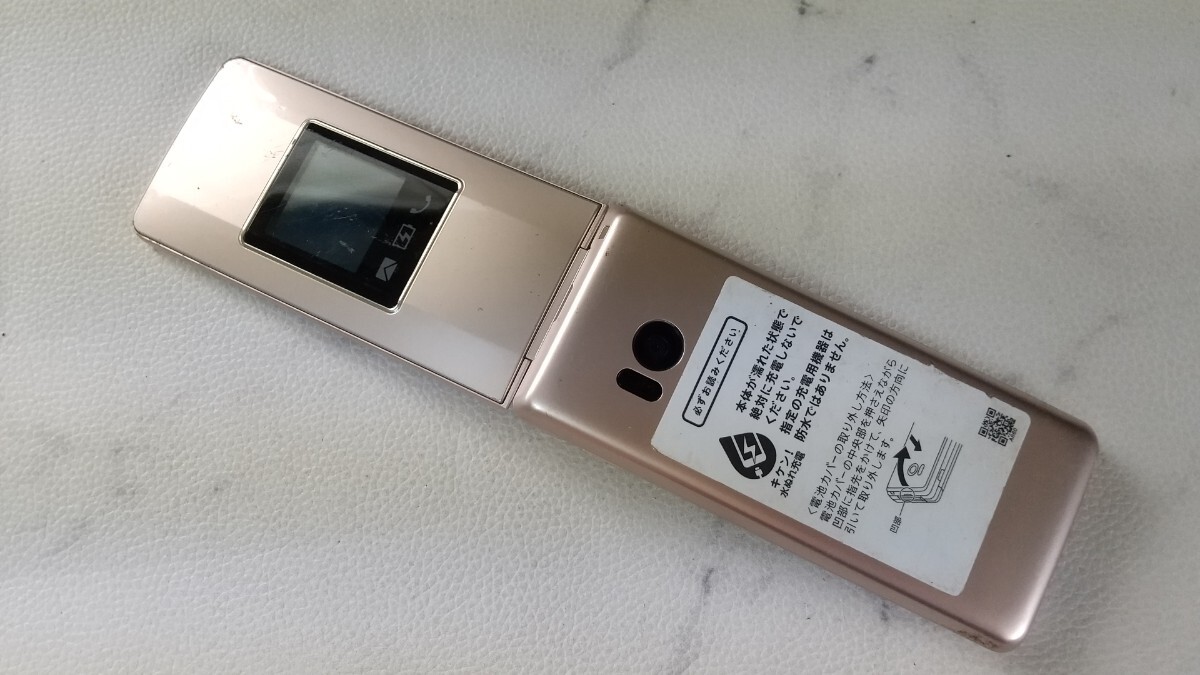 必ずお読みください
本体が濡れた状態で
絶対に充電しないで
ください。
指定の充電用機器は
防水ではありません。
キケン!
水ぬれ充電
〈電池カバーの取り外し方法〉
電池カバーの中央部を押さえながら
凹部に指先をかけて、矢印の方向に
引いて取り外します。
凹部